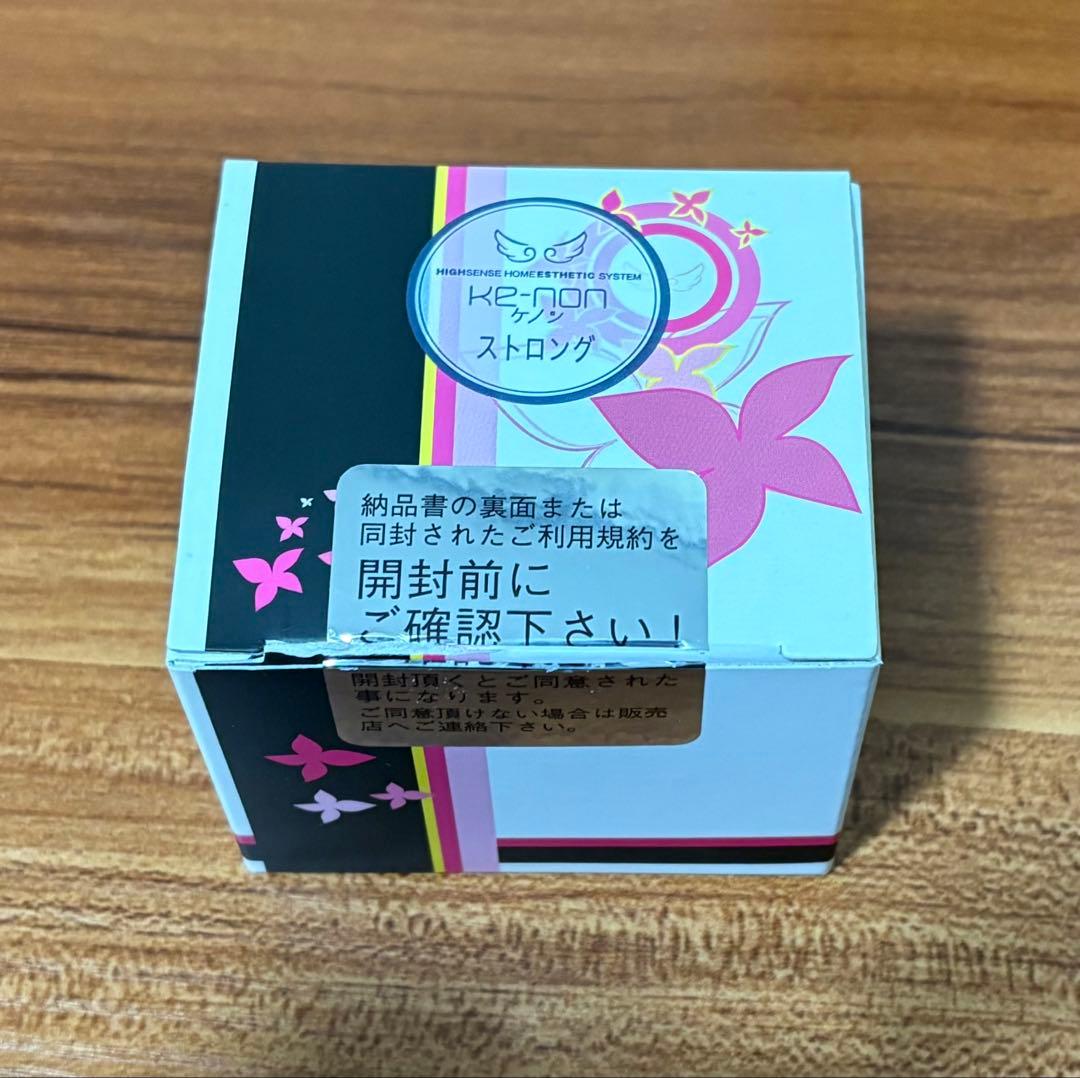 HIGHSENSE HOME ESTHETIC SYSTEM
Ke-non
ケノン
ストロング
納品書の裏面または
同封されたご利用規約を
開封前に
ご確認下さい!
開封頂くとご同意された
事になります。
ご同意頂けない場合は販売
店へご連絡下さい。